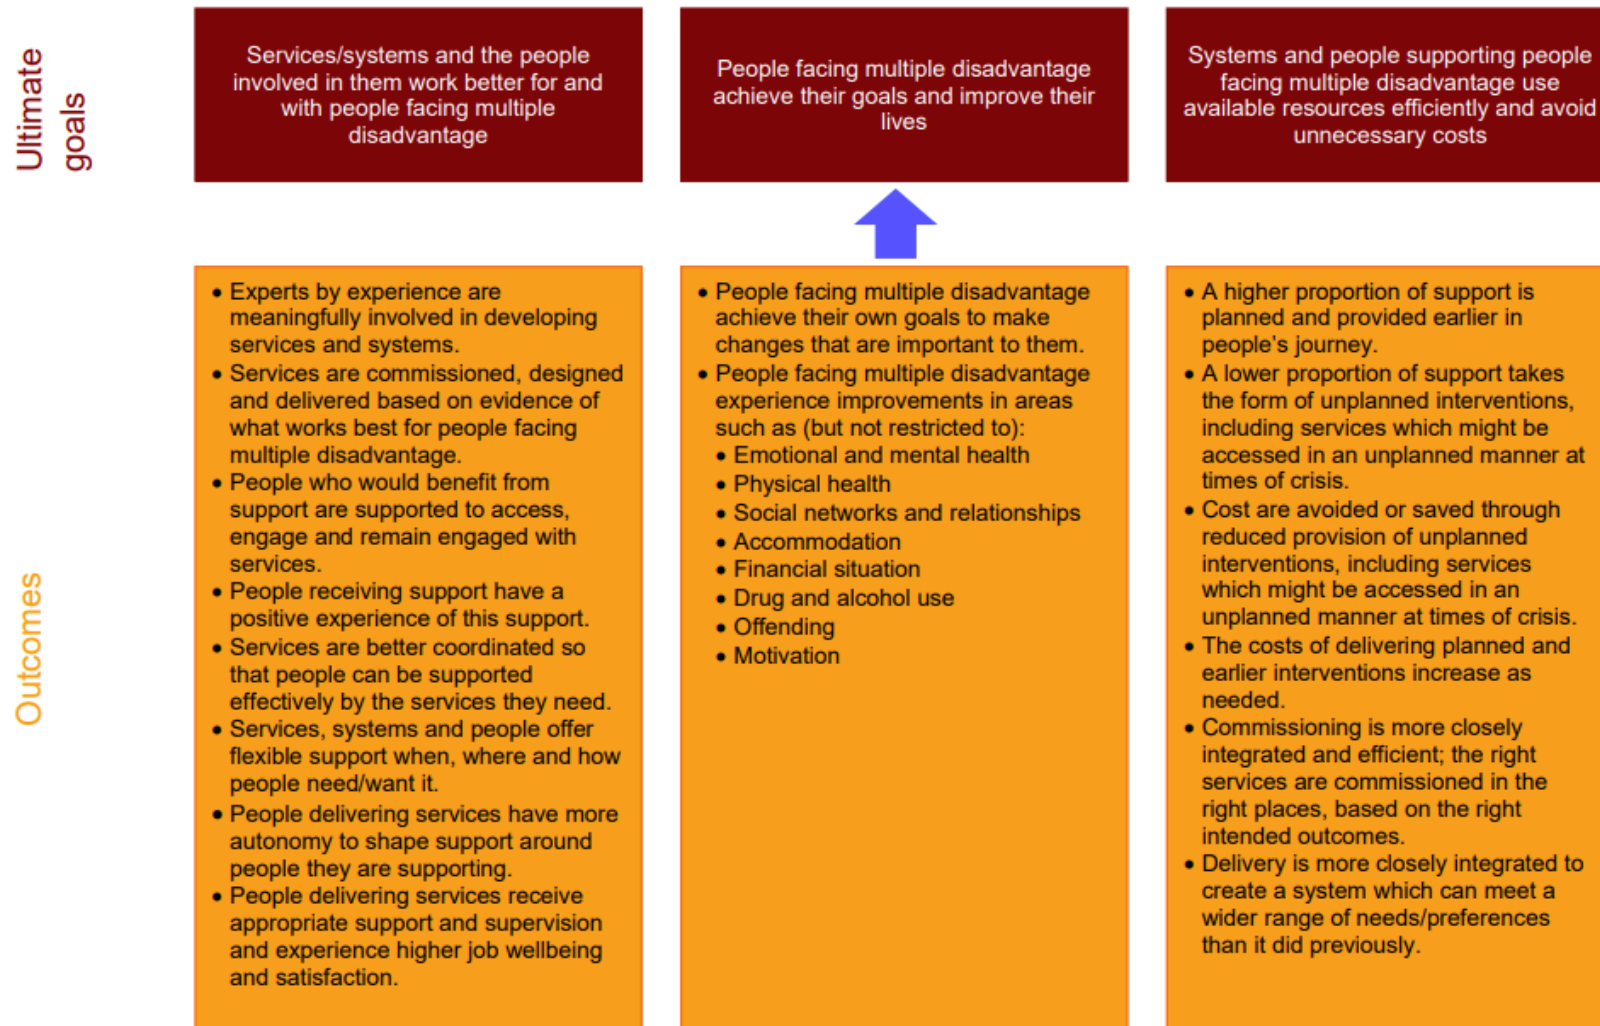 Ultimate
goals
Services/systems and the people
involved in them work better for and
with people facing multiple
disadvantage
People facing multiple disadvantage
achieve their goals and improve their
lives
Systems and people supporting people
facing multiple disadvantage use
available resources efficiently and avoid
unnecessary costs
Outcomes
• Experts by experience are
meaningfully involved in developing
services and systems.
• Services are commissioned, designed
and delivered based on evidence of
what works best for people facing
multiple disadvantage.
• People who would benefit from
support are supported to access,
engage and remain engaged with
services.
• People receiving support have a
positive experience of this support.
• Services are better coordinated so
that people can be supported
effectively by the services they need.
• Services, systems and people offer
flexible support when, where and how
people need/want it.
• People delivering services have more
autonomy to shape support around
people they are supporting.
• People delivering services receive
appropriate support and supervision
and experience higher job wellbeing
and satisfaction.
• People facing multiple disadvantage
achieve their own goals to make
changes that are important to them.
• People facing multiple disadvantage
experience improvements in areas
such as (but not restricted to):
• Emotional and mental health
• Physical health
• Social networks and relationships
• Accommodation
• Financial situation
• Drug and alcohol use
• Offending
• Motivation
• A higher proportion of support is
planned and provided earlier in
people's journey.
• A lower proportion of support takes
the form of unplanned interventions,
including services which might be
accessed in an unplanned manner at
times of crisis.
• Cost are avoided or saved through
reduced provision of unplanned
interventions, including services
which might be accessed in an
unplanned manner at times of crisis.
• The costs of delivering planned and
earlier interventions increase as
needed.
• Commissioning is more closely
integrated and efficient; the right
services are commissioned in the
right places, based on the right
intended outcomes.
• Delivery is more closely integrated to
create a system which can meet a
wider range of needs/preferences
than it did previously.